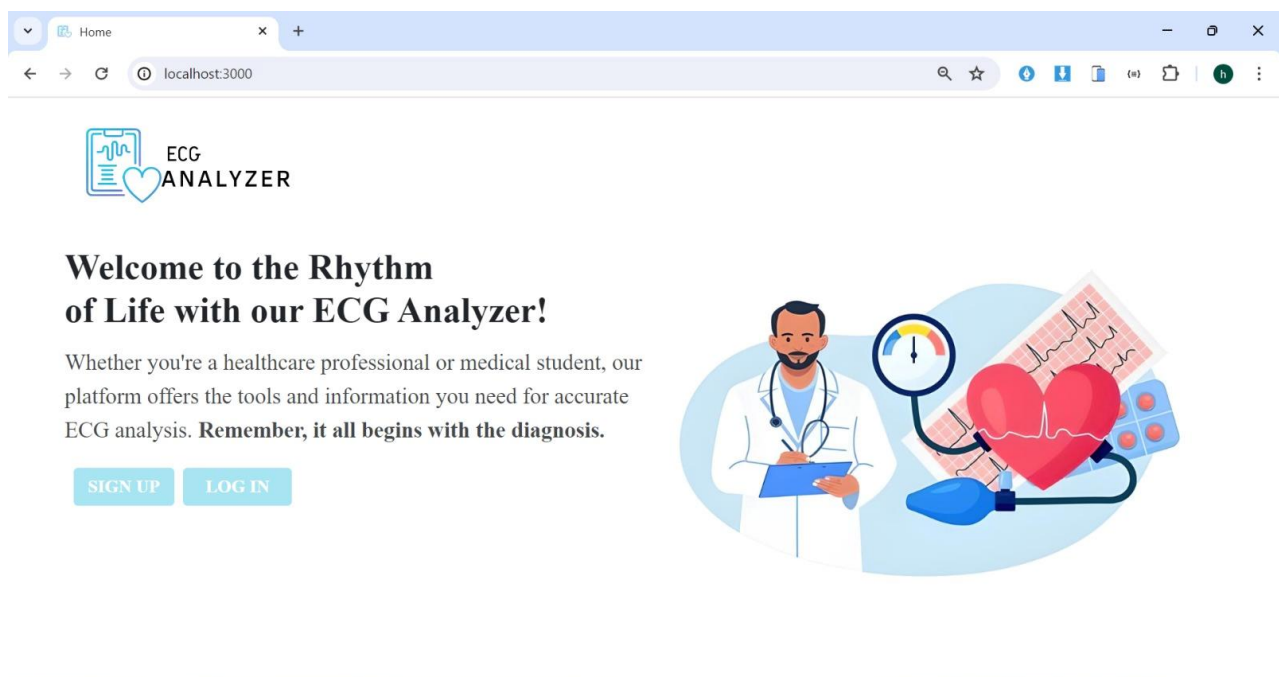 Home
localhost:3000
h
ECG
ANALYZER
Welcome to the Rhythm
of Life with our ECG Analyzer!
Whether you're a healthcare professional or medical student, our
platform offers the tools and information you need for accurate
ECG analysis. Remember, it all begins with the diagnosis.
SIGN UP LOG IN